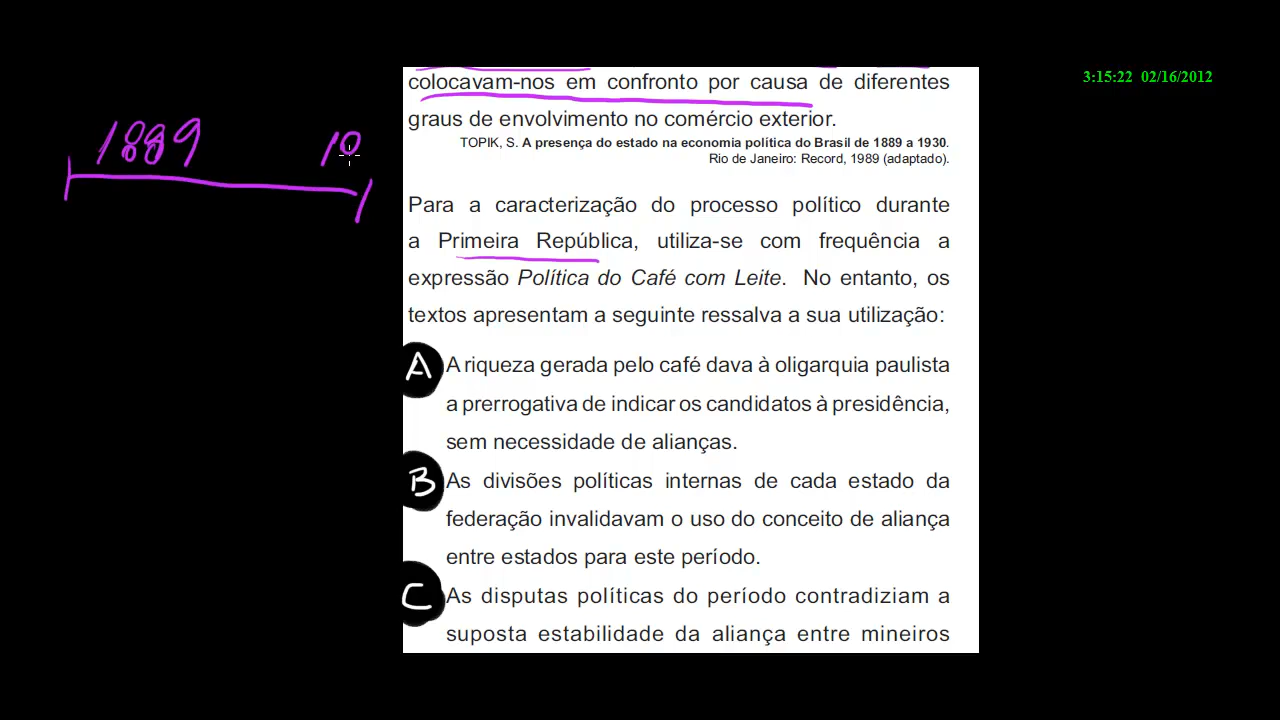 3:15:22 02/16/2012
1889
colocavam-nos em confronto por causa de diferentes
graus de envolvimento no comércio exterior.
TOPIK, S. A presença do estado na economia política do Brasil de 1889 a 1930.
Rio de Janeiro: Record, 1989 (adaptado).
Para a caracterização do processo político durante
a Primeira República, utiliza-se com frequência a
expressão Política do Café com Leite. No entanto, os
textos apresentam a seguinte ressalva a sua utilização:
A A riqueza gerada pelo café dava à oligarquia paulista
a prerrogativa de indicar os candidatos à presidência,
sem necessidade de alianças.
B As divisões políticas internas de cada estado da
federação invalidavam o uso do conceito de aliança
entre estados para este período.
C As disputas políticas do período contradiziam a
suposta estabilidade da aliança entre mineiros